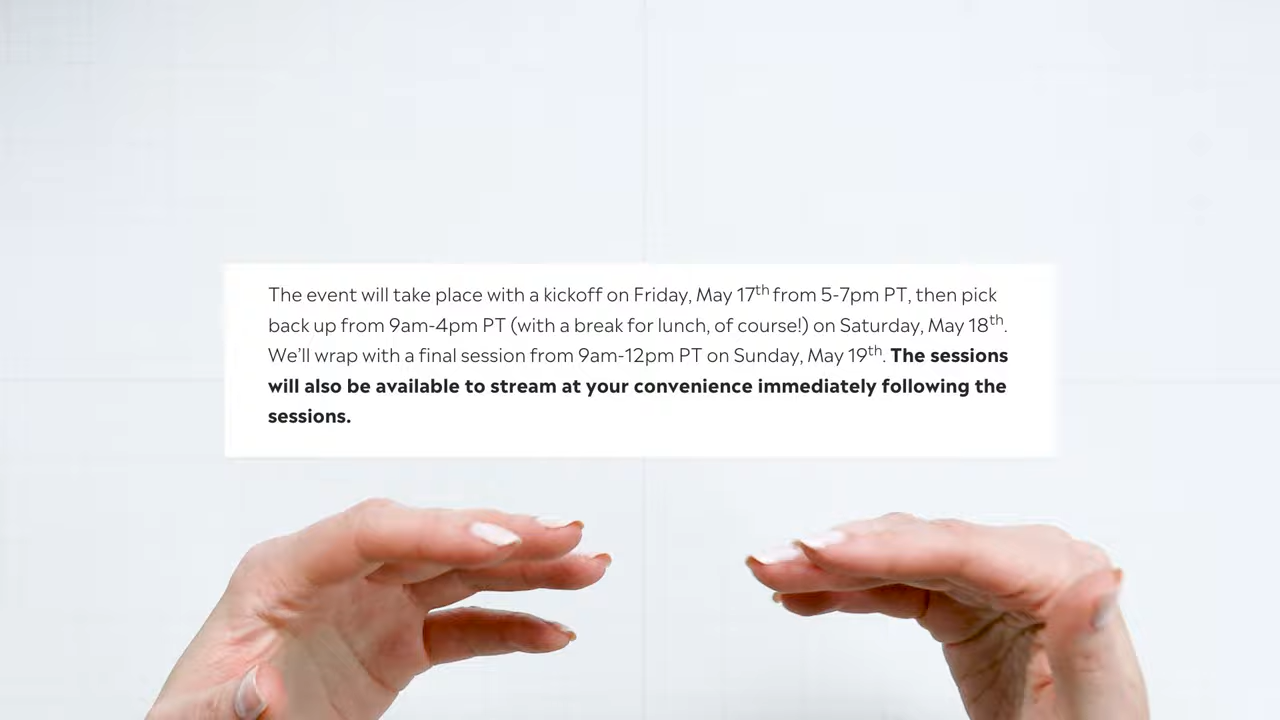 The event will take place with a kickoff on Friday, May 17th from 5-7pm PT, then pick
back up from 9am-4pm PT (with a break for lunch, of course!) on Saturday, May 18th.
We'll wrap with a final session from 9am-12pm PT on Sunday, May 19th. The sessions
will also be available to stream at your convenience immediately following the
sessions.